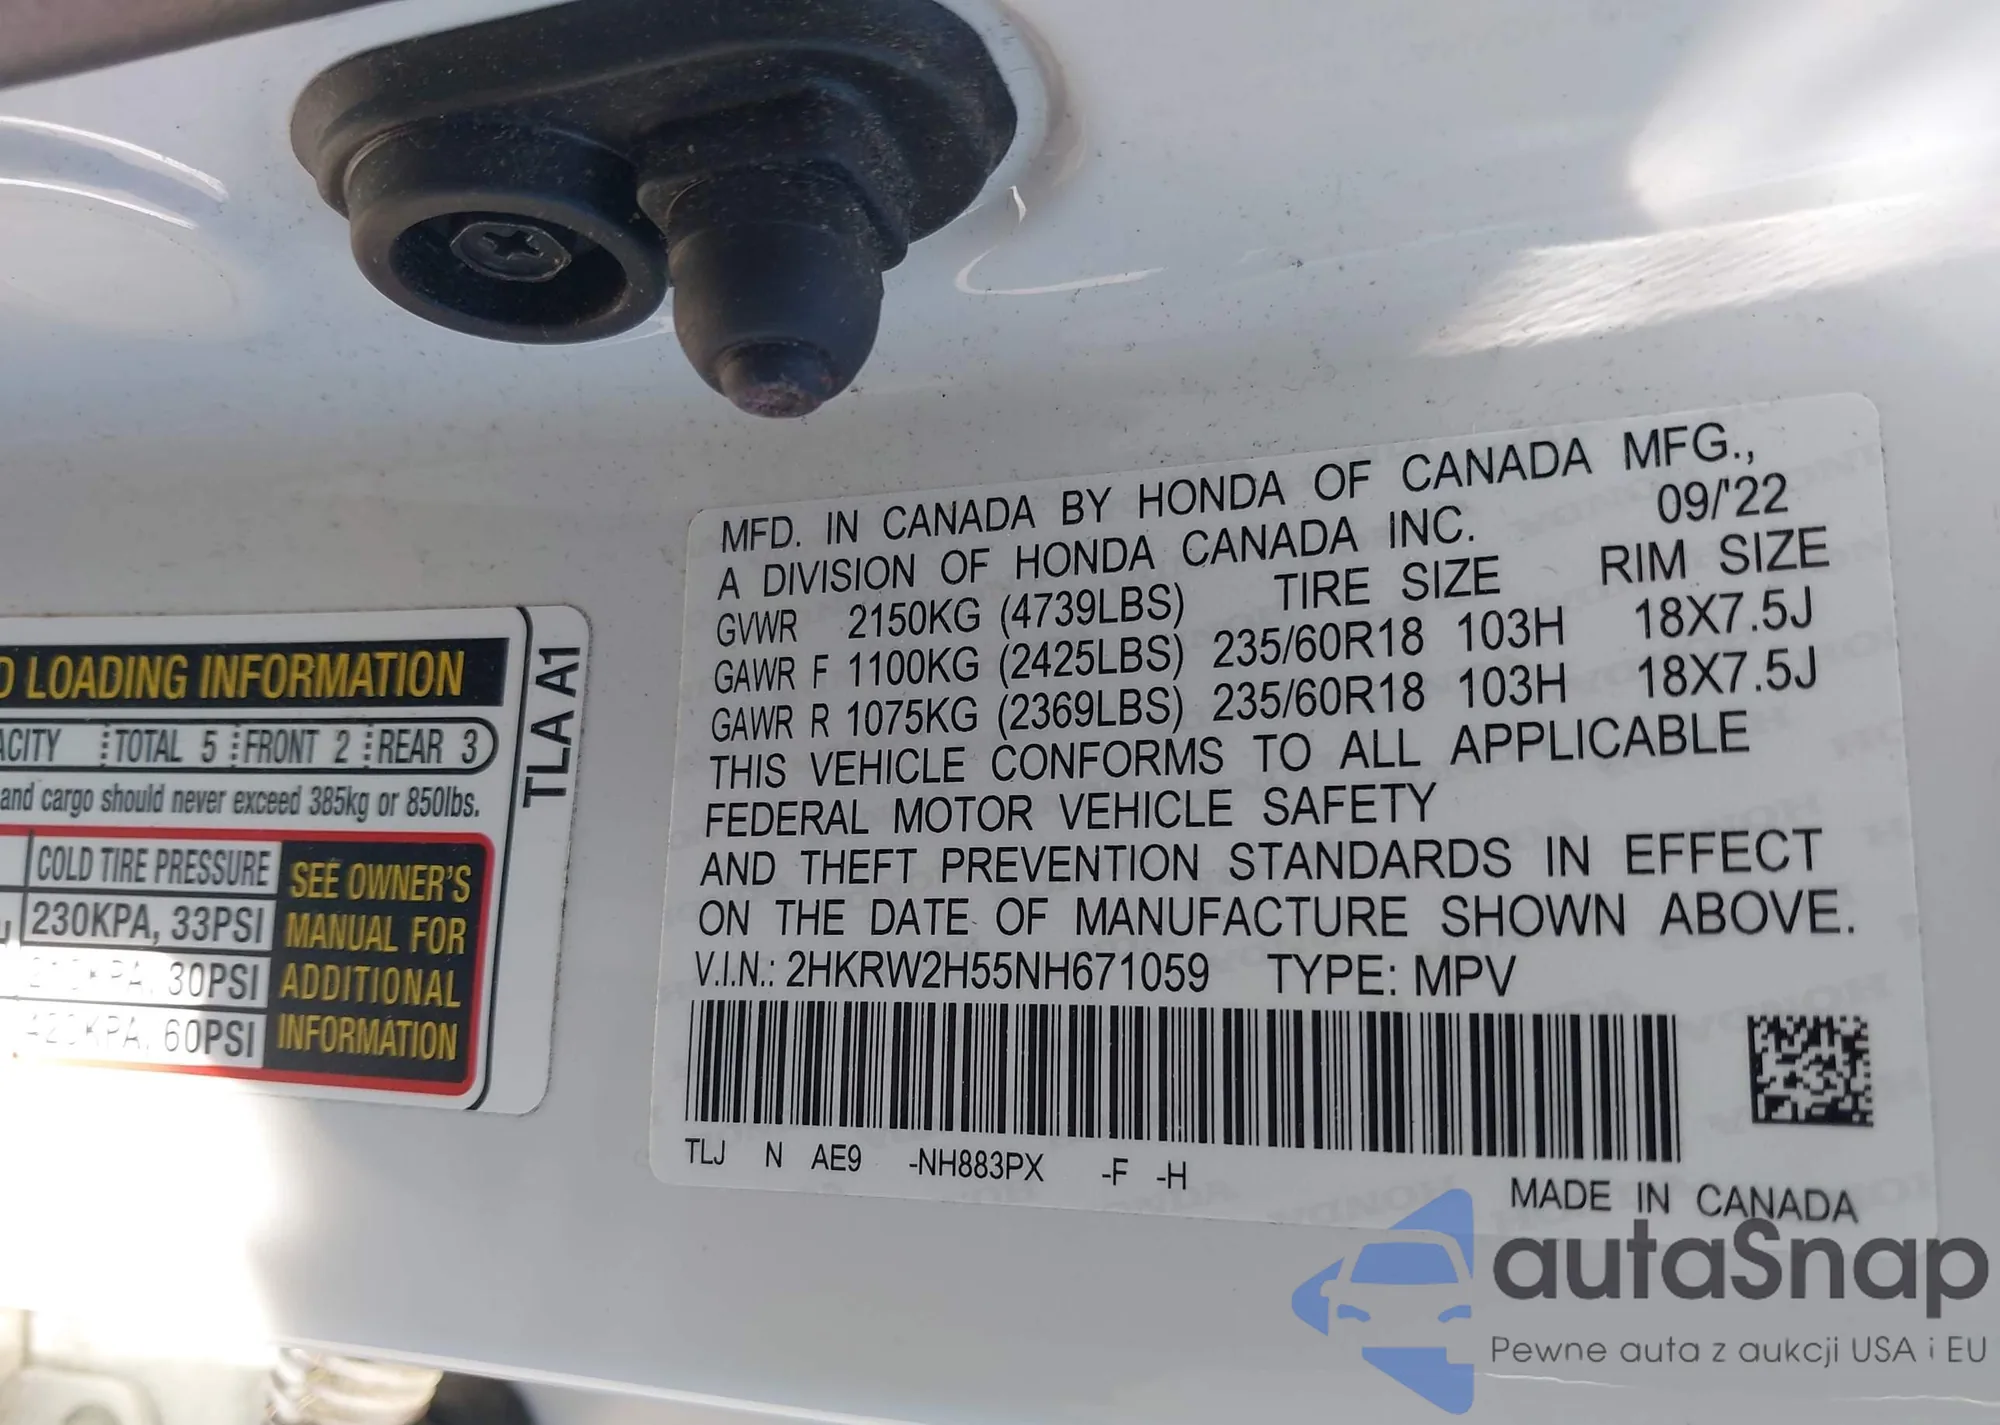 D LOADING INFORMATION
ACITY TOTAL 5 FRONT 2 REAR 3
and cargo should never exceed 385kg or 850lbs.
COLD TIRE PRESSURE
230KPA, 33PSI
KPA, 30PSI
420KPA, 60PSI
SEE OWNER'S
MANUAL FOR
ADDITIONAL
INFORMATION
TLA A1
MFD. IN CANADA BY HONDA OF CANADA MFG.,
A DIVISION OF HONDA CANADA INC. 09/'22
GVWR 2150KG (4739LBS) TIRE SIZE RIM SIZE
GAWR F 1100KG (2425LBS) 235/60R18 103H 18X7.5J
GAWR R 1075KG (2369LBS) 235/60R18 103H 18X7.5J
THIS VEHICLE CONFORMS TO ALL APPLICABLE
FEDERAL MOTOR VEHICLE SAFETY
AND THEFT PREVENTION STANDARDS IN EFFECT
ON THE DATE OF MANUFACTURE SHOWN ABOVE.
V.I.N.: 2HKRW2H55NH671059 TYPE: MPV
TLJ N AE9 -NH883PX -F -H
MADE IN CANADA
autaSnap
Pewne auta z aukcji USA i EU